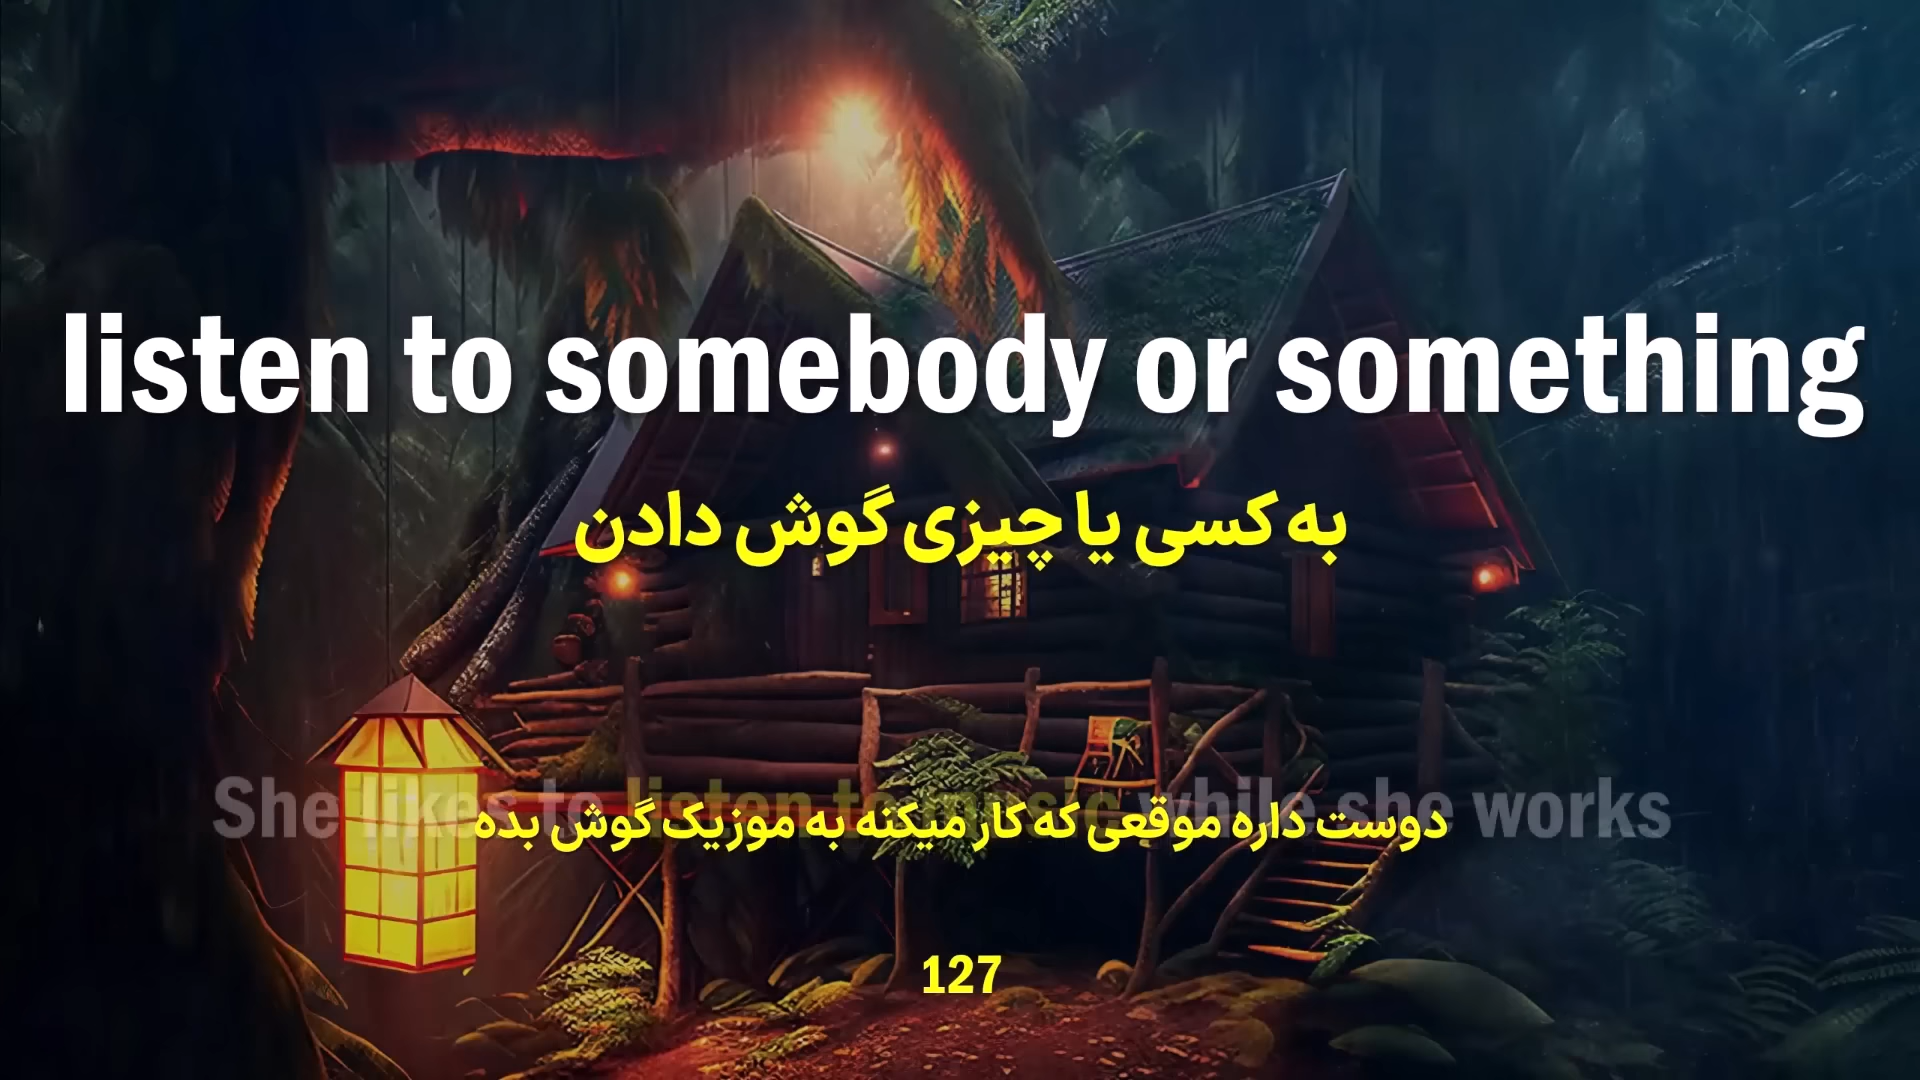 listen to somebody or something
به کسی یا چیزی گوش دادن
She likes to listen to music while she works
دوست داره موقعی که کار میکنه به موزیک گوش بده
127